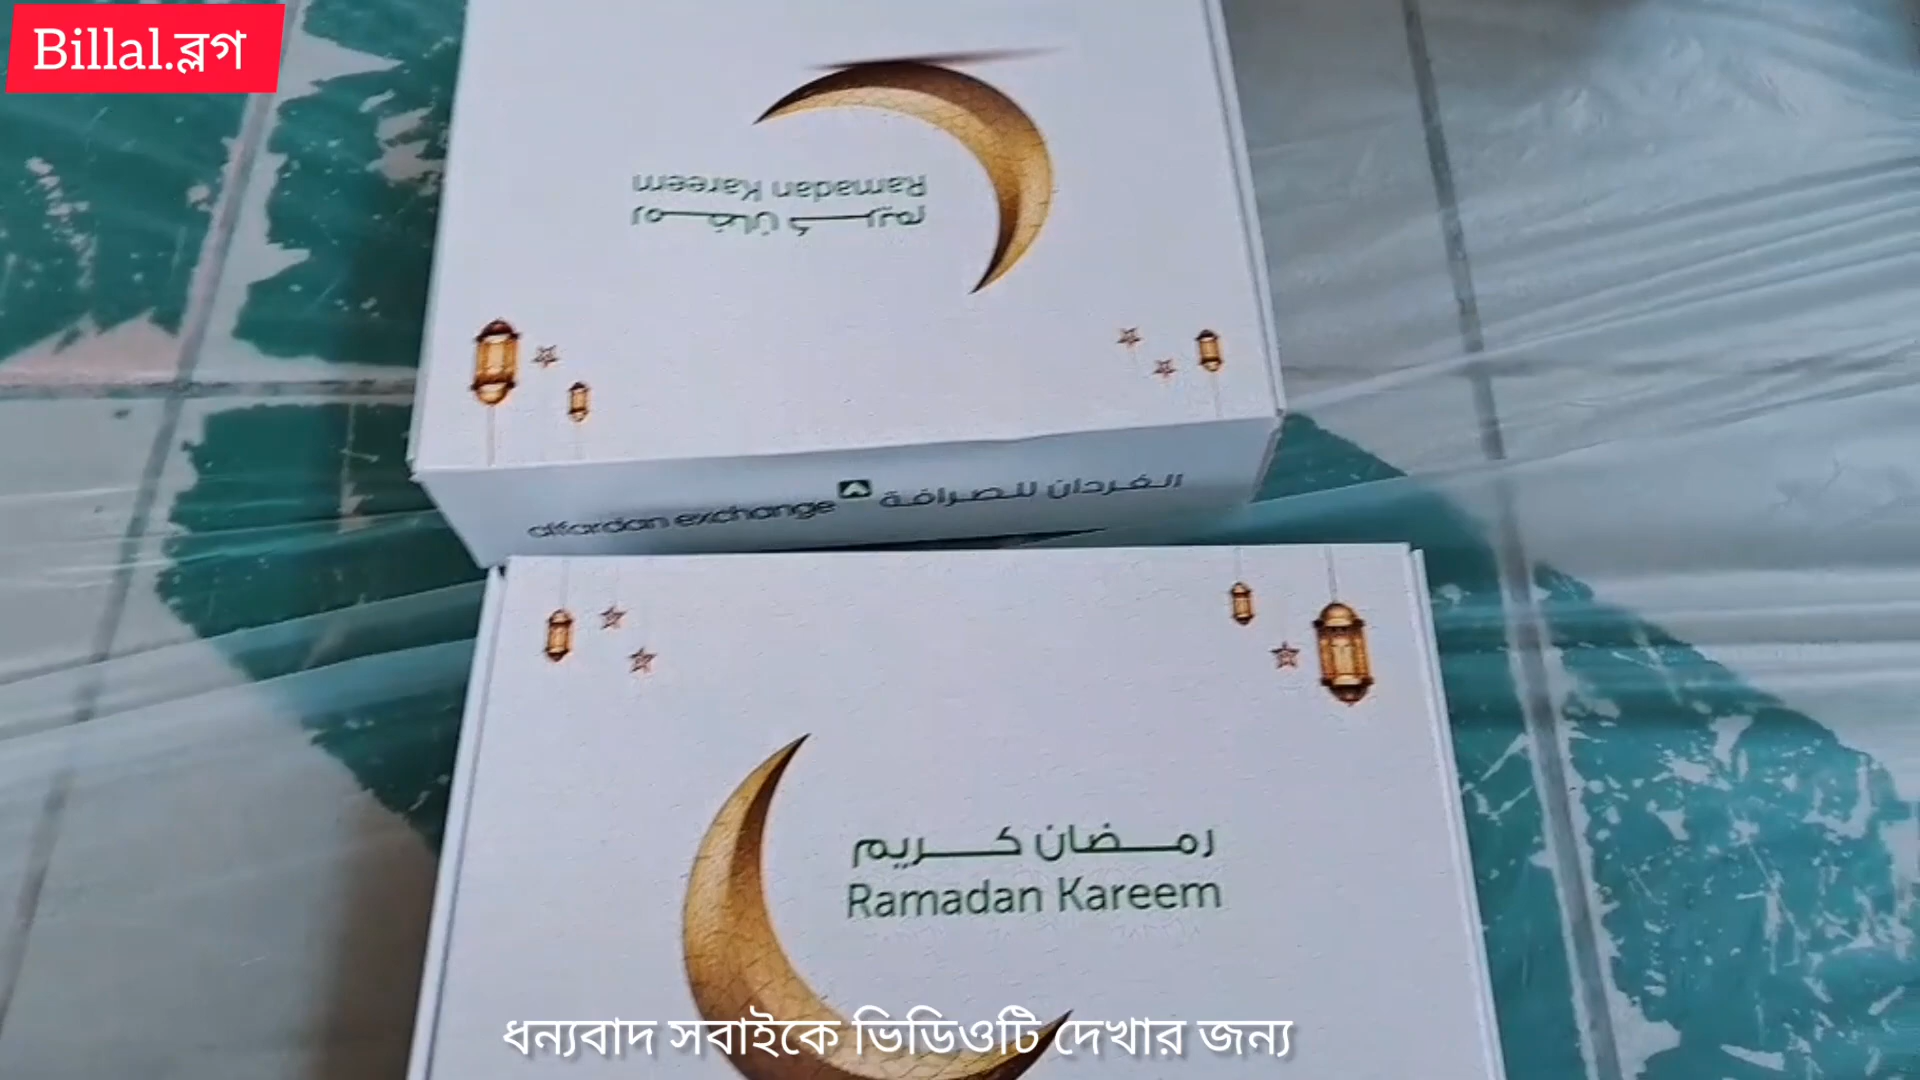 Billal.ব্লগ
Ramadan Kareem
رمضان كريم
alfardan exchange الفردان للصرافة
رمضان كريم
Ramadan Kareem
ধন্যবাদ সবাইকে ভিডিওটি দেখার জন্য